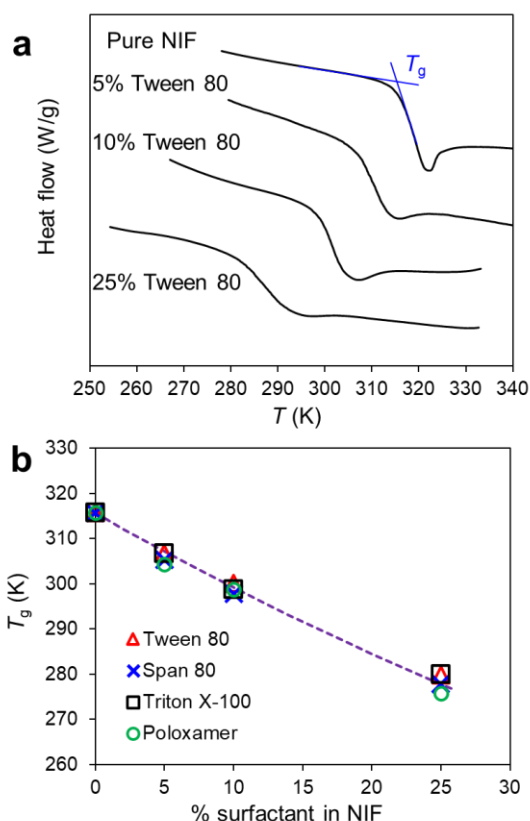 a
Pure NIF
T g
5% Tween 80
10% Tween 80
25% Tween 80
Heat flow (W/g)
250 260 270 280 290 300 310 320 330 340
T (K)
b
330
320
310
300
290
280
270
260
T g (K)
Tween 80
Span 80
Triton X-100
Poloxamer
0 5 10 15 20 25 30
% surfactant in NIF